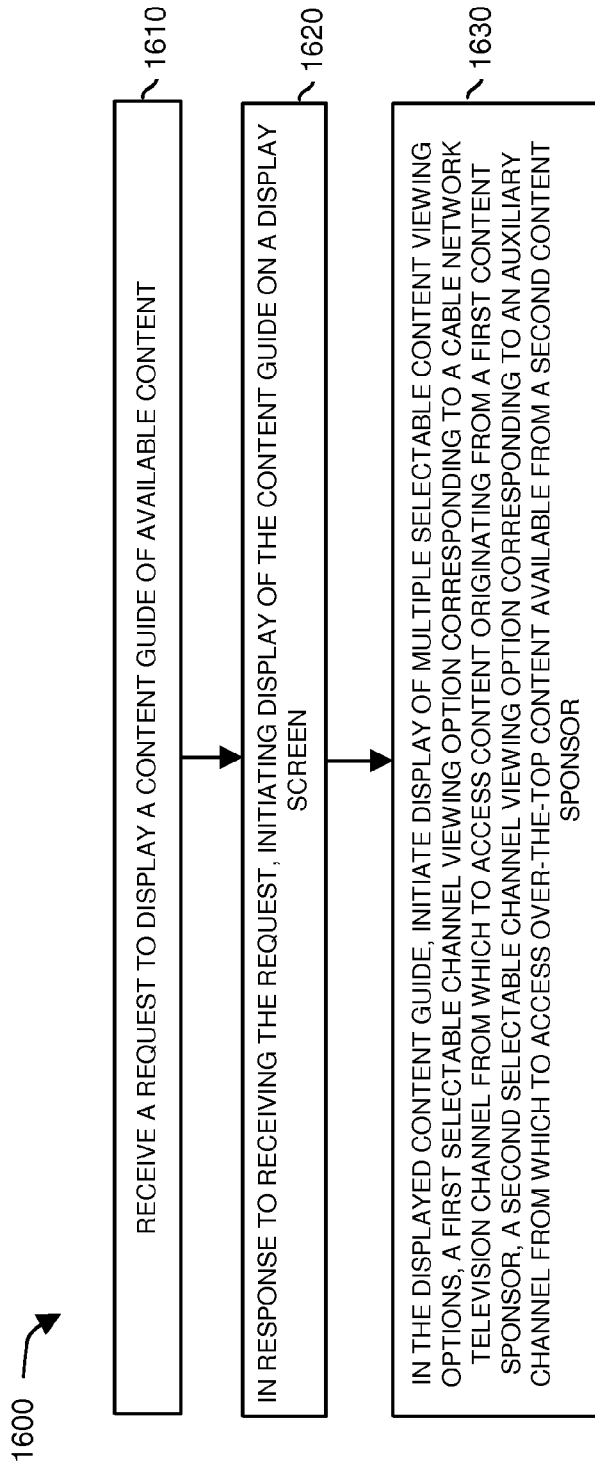 1600
RECEIVE A REQUEST TO DISPLAY A CONTENT GUIDE OF AVAILABLE CONTENT
1610
IN RESPONSE TO RECEIVING THE REQUEST, INITIATING DISPLAY OF THE CONTENT GUIDE ON A DISPLAY
SCREEN
1620
IN THE DISPLAYED CONTENT GUIDE, INITIATE DISPLAY OF MULTIPLE SELECTABLE CONTENT VIEWING
OPTIONS, A FIRST SELECTABLE CHANNEL VIEWING OPTION CORRESPONDING TO A CABLE NETWORK
TELEVISION CHANNEL FROM WHICH TO ACCESS CONTENT ORIGINATING FROM A FIRST CONTENT
SPONSOR, A SECOND SELECTABLE CHANNEL VIEWING OPTION CORRESPONDING TO AN AUXILIARY
CHANNEL FROM WHICH TO ACCESS OVER-THE-TOP CONTENT AVAILABLE FROM A SECOND CONTENT
SPONSOR
1630